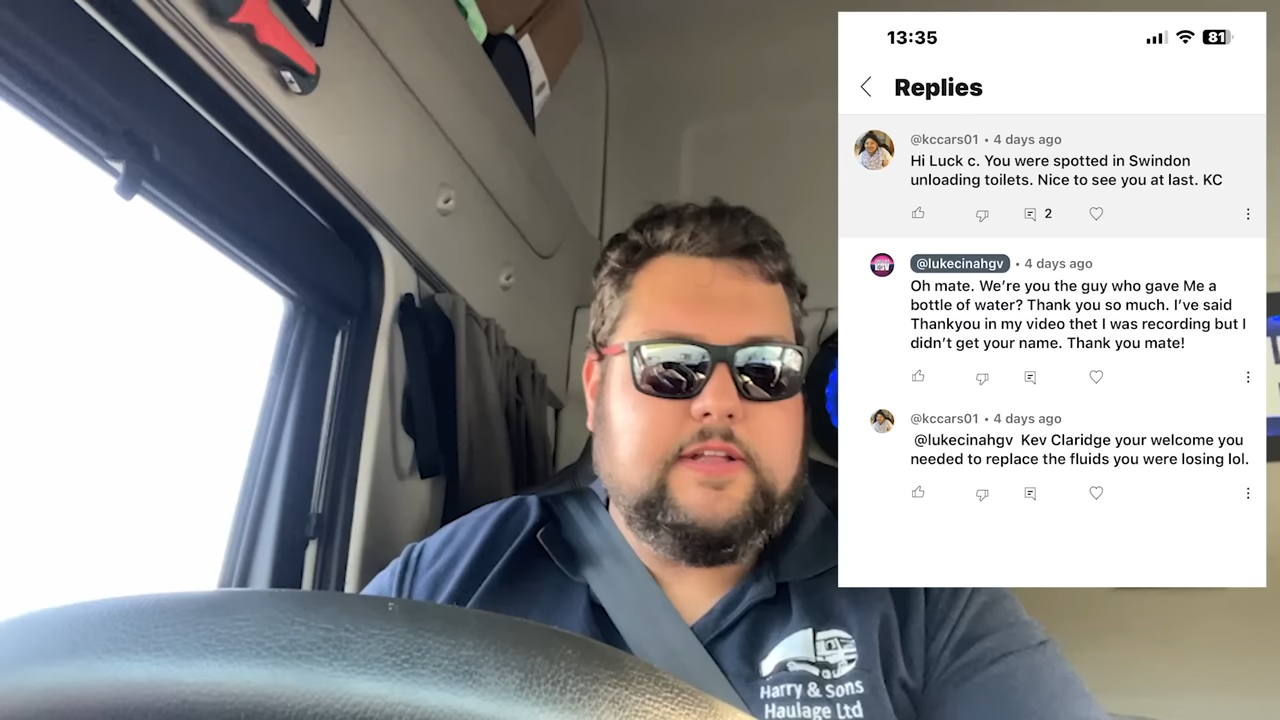 13:35
81
Replies
@kccars01 • 4 days ago
Hi Luck c. You were spotted in Swindon
unloading toilets. Nice to see you at last. KC
2
@lukecinahgv • 4 days ago
Oh mate. We’re you the guy who gave Me a
bottle of water? Thank you so much. I’ve said
Thankyou in my video thet I was recording but I
didn’t get your name. Thank you mate!
@kccars01 • 4 days ago
@lukecinahgv Kev Claridge your welcome you
needed to replace the fluids you were losing lol.
Harry & Sons
Haulage Ltd